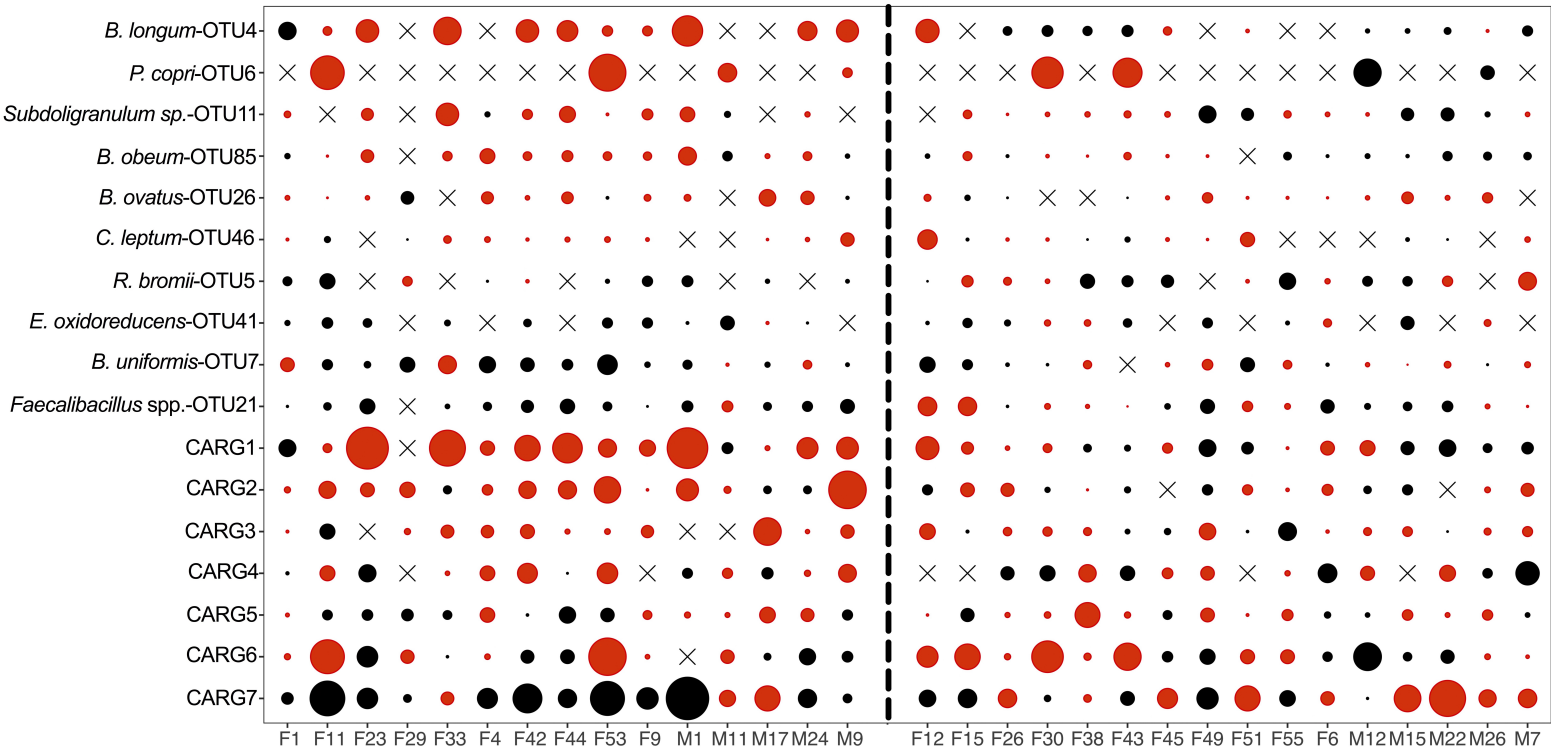 B. longum-OTU4
P. copri-OTU6
Subdoligranulum sp.-OTU11
B. obeum-OTU85
B. ovatus-OTU26
C. leptum-OTU46
R. bromii-OTU5
E. oxidoreducens-OTU41
B. uniformis-OTU7
Faecalibacillus spp.-OTU21
CARG1
CARG2
CARG3
CARG4
CARG5
CARG6
CARG7
F1 F11 F23 F29 F33 F4 F42 F44 F53 F9 M1 M11 M17 M24 M9 F12 F15 F26 F30 F38 F43 F45 F49 F51 F55 F6 M12 M15 M22 M26 M7